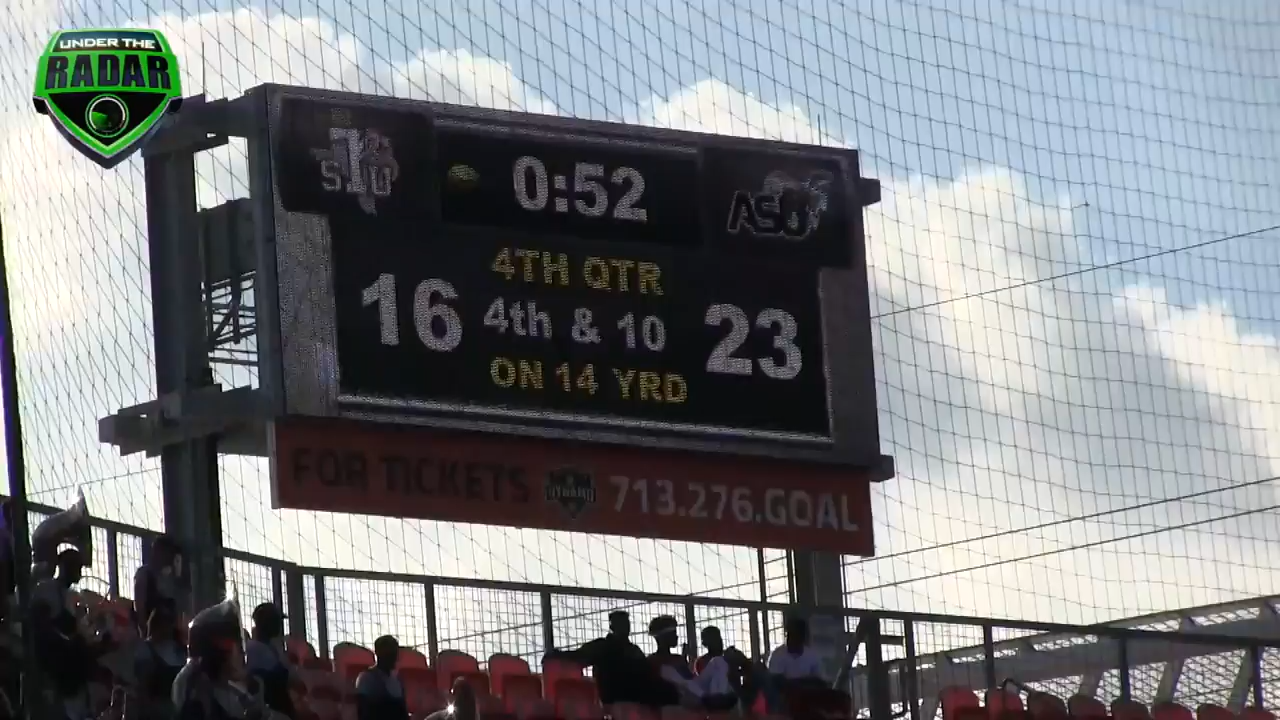 UNDER THE
RADAR
0:52
ASU
4TH QTR
16
4th & 10
23
ON 14 YRD
FOR TICKETS
713.276.GOAL